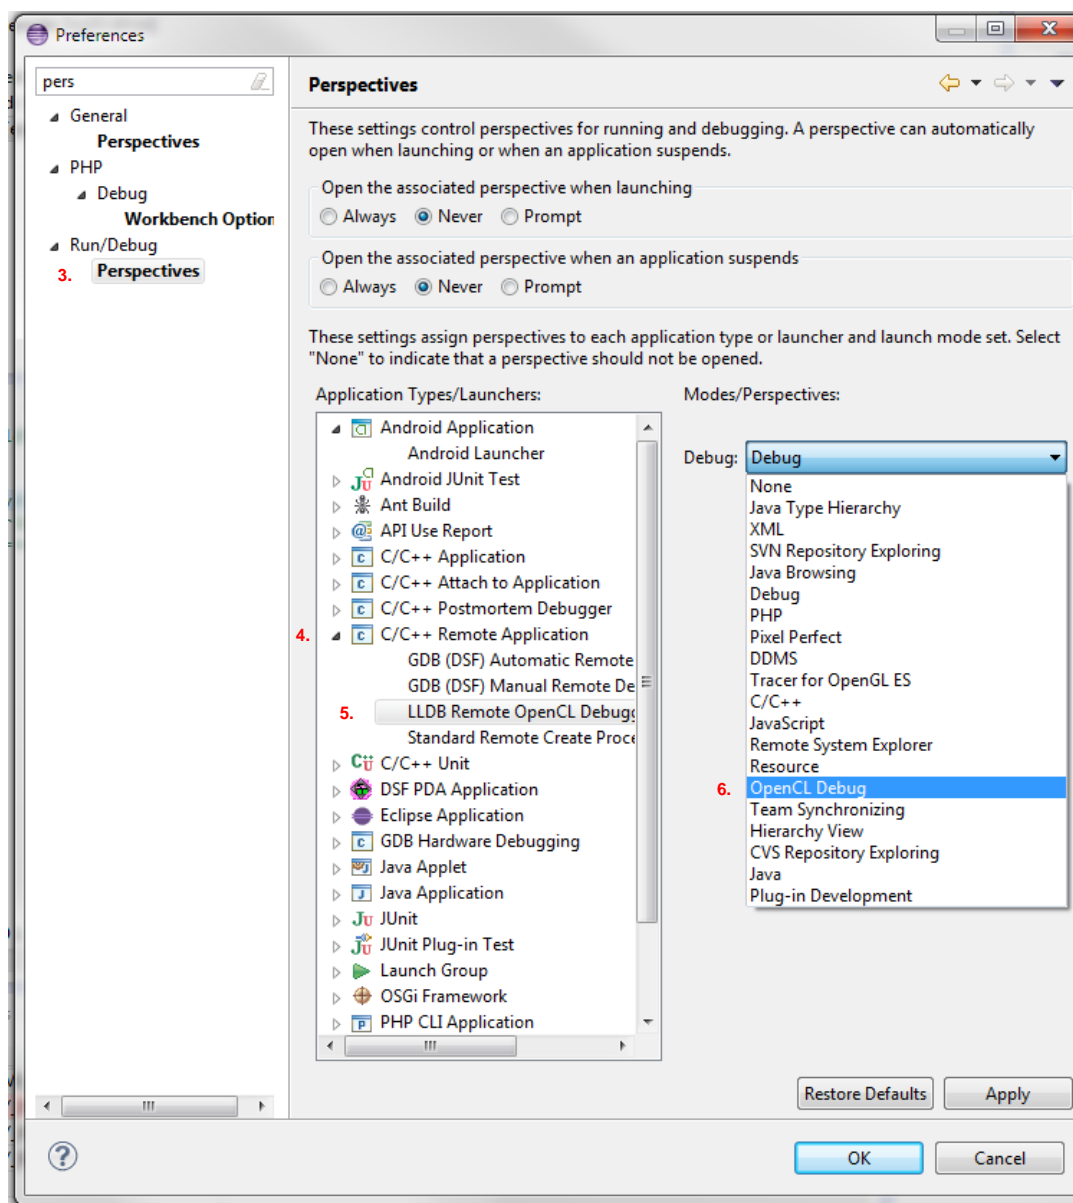 Preferences
pers
General
Perspectives
PHP
Debug
Workbench Option
Run/Debug
3. Perspectives
Perspectives
These settings control perspectives for running and debugging. A perspective can automatically
open when launching or when an application suspends.
Open the associated perspective when launching
Always Never Prompt
Open the associated perspective when an application suspends
Always Never Prompt
These settings assign perspectives to each application type or launcher and launch mode set. Select
"None" to indicate that a perspective should not be opened.
Application Types/Launchers:
Android Application
Android Launcher
Android JUnit Test
Ant Build
API Use Report
C/C++ Application
C/C++ Attach to Application
C/C++ Postmortem Debugger
4. C/C++ Remote Application
GDB (DSF) Automatic Remote
GDB (DSF) Manual Remote De
5. LLDB Remote OpenCL Debugg
Standard Remote Create Proce
C/C++ Unit
DSF PDA Application
Eclipse Application
GDB Hardware Debugging
Java Applet
Java Application
JUnit
JUnit Plug-in Test
Launch Group
OSGi Framework
PHP CLI Application
Modes/Perspectives:
Debug: Debug
None
Java Type Hierarchy
XML
SVN Repository Exploring
Java Browsing
Debug
PHP
Pixel Perfect
DDMS
Tracer for OpenGL ES
C/C++
JavaScript
Remote System Explorer
Resource
6. OpenCL Debug
Team Synchronizing
Hierarchy View
CVS Repository Exploring
Java
Plug-in Development
Restore Defaults Apply
OK Cancel